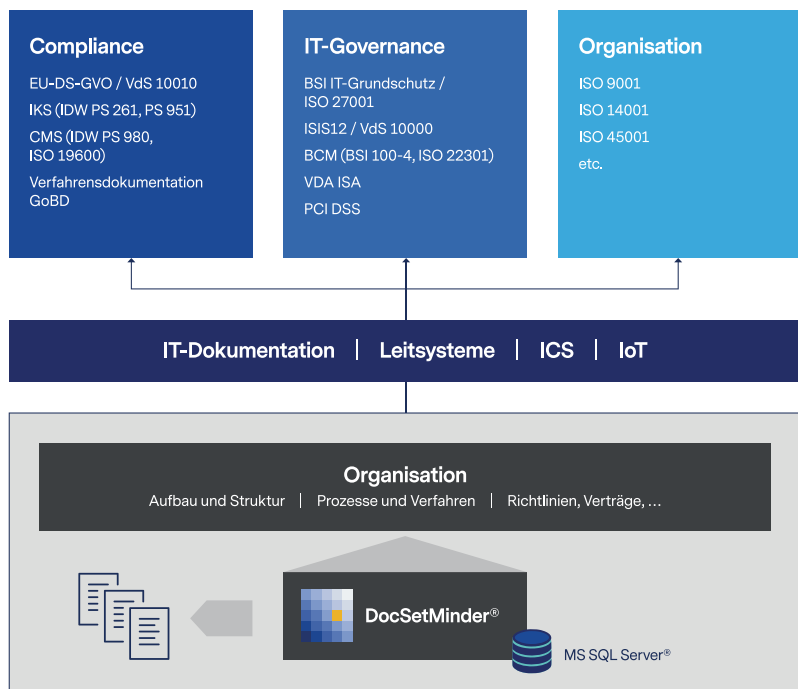 Compliance
EU-DS-GVO / VdS 10010
IKS (IDW PS 261, PS 951)
CMS (IDW PS 980,
ISO 19600)
Verfahrensdokumentation
GoBD
IT-Governance
BSI IT-Grundschutz /
ISO 27001
ISIS12 / VdS 10000
BCM (BSI 100-4, ISO 22301)
VDA ISA
PCI DSS
Organisation
ISO 9001
ISO 14001
ISO 45001
etc.
IT-Dokumentation | Leitsysteme | ICS | IoT
Organisation
Aufbau und Struktur | Prozesse und Verfahren | Richtlinien, Verträge, ...
DocSetMinder®
MS SQL Server®